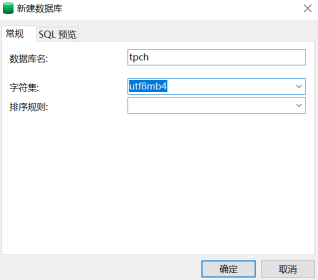 新建数据库
常规 SQL 预览
数据库名: tpch
字符集: utf8mb4
排序规则:
确定 取消